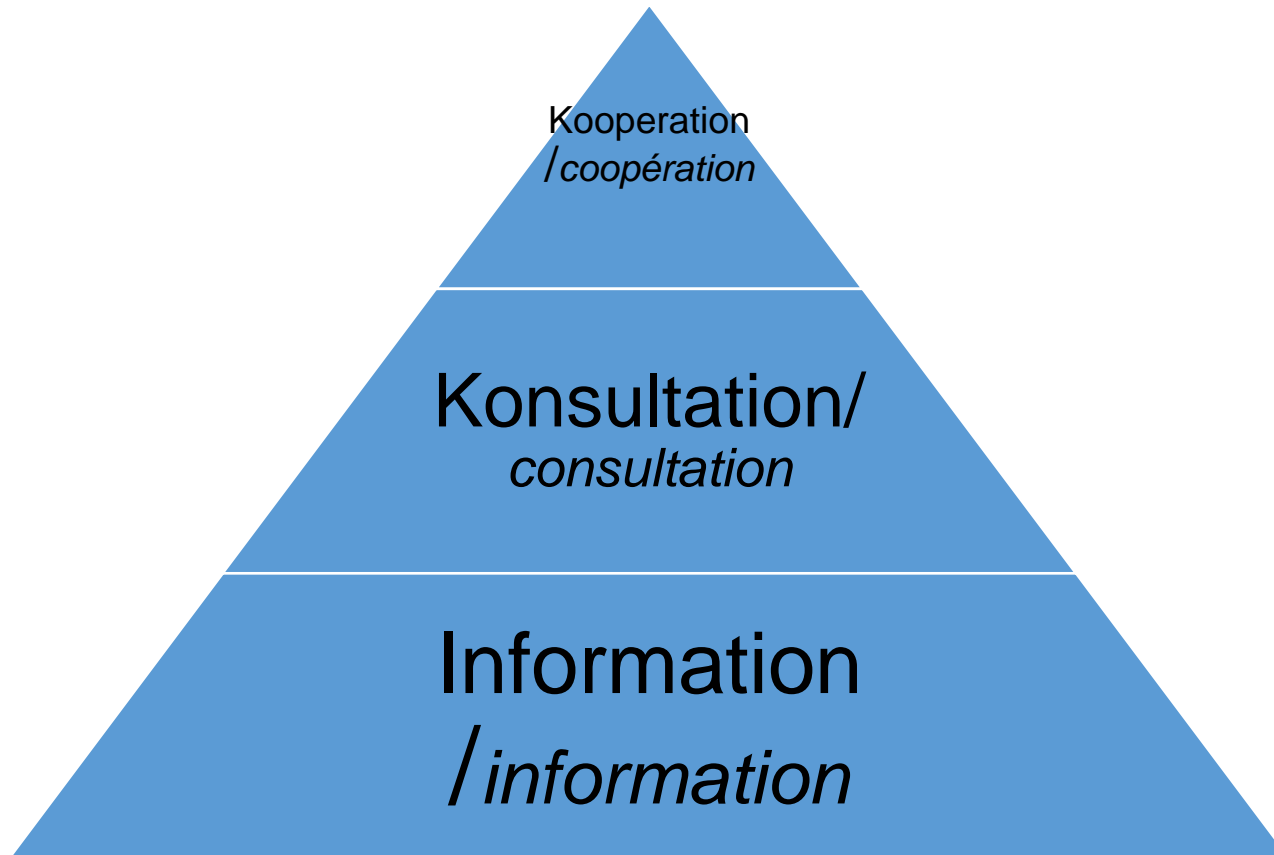 Kooperation
/coopération
Konsultation/
consultation
Information
/information